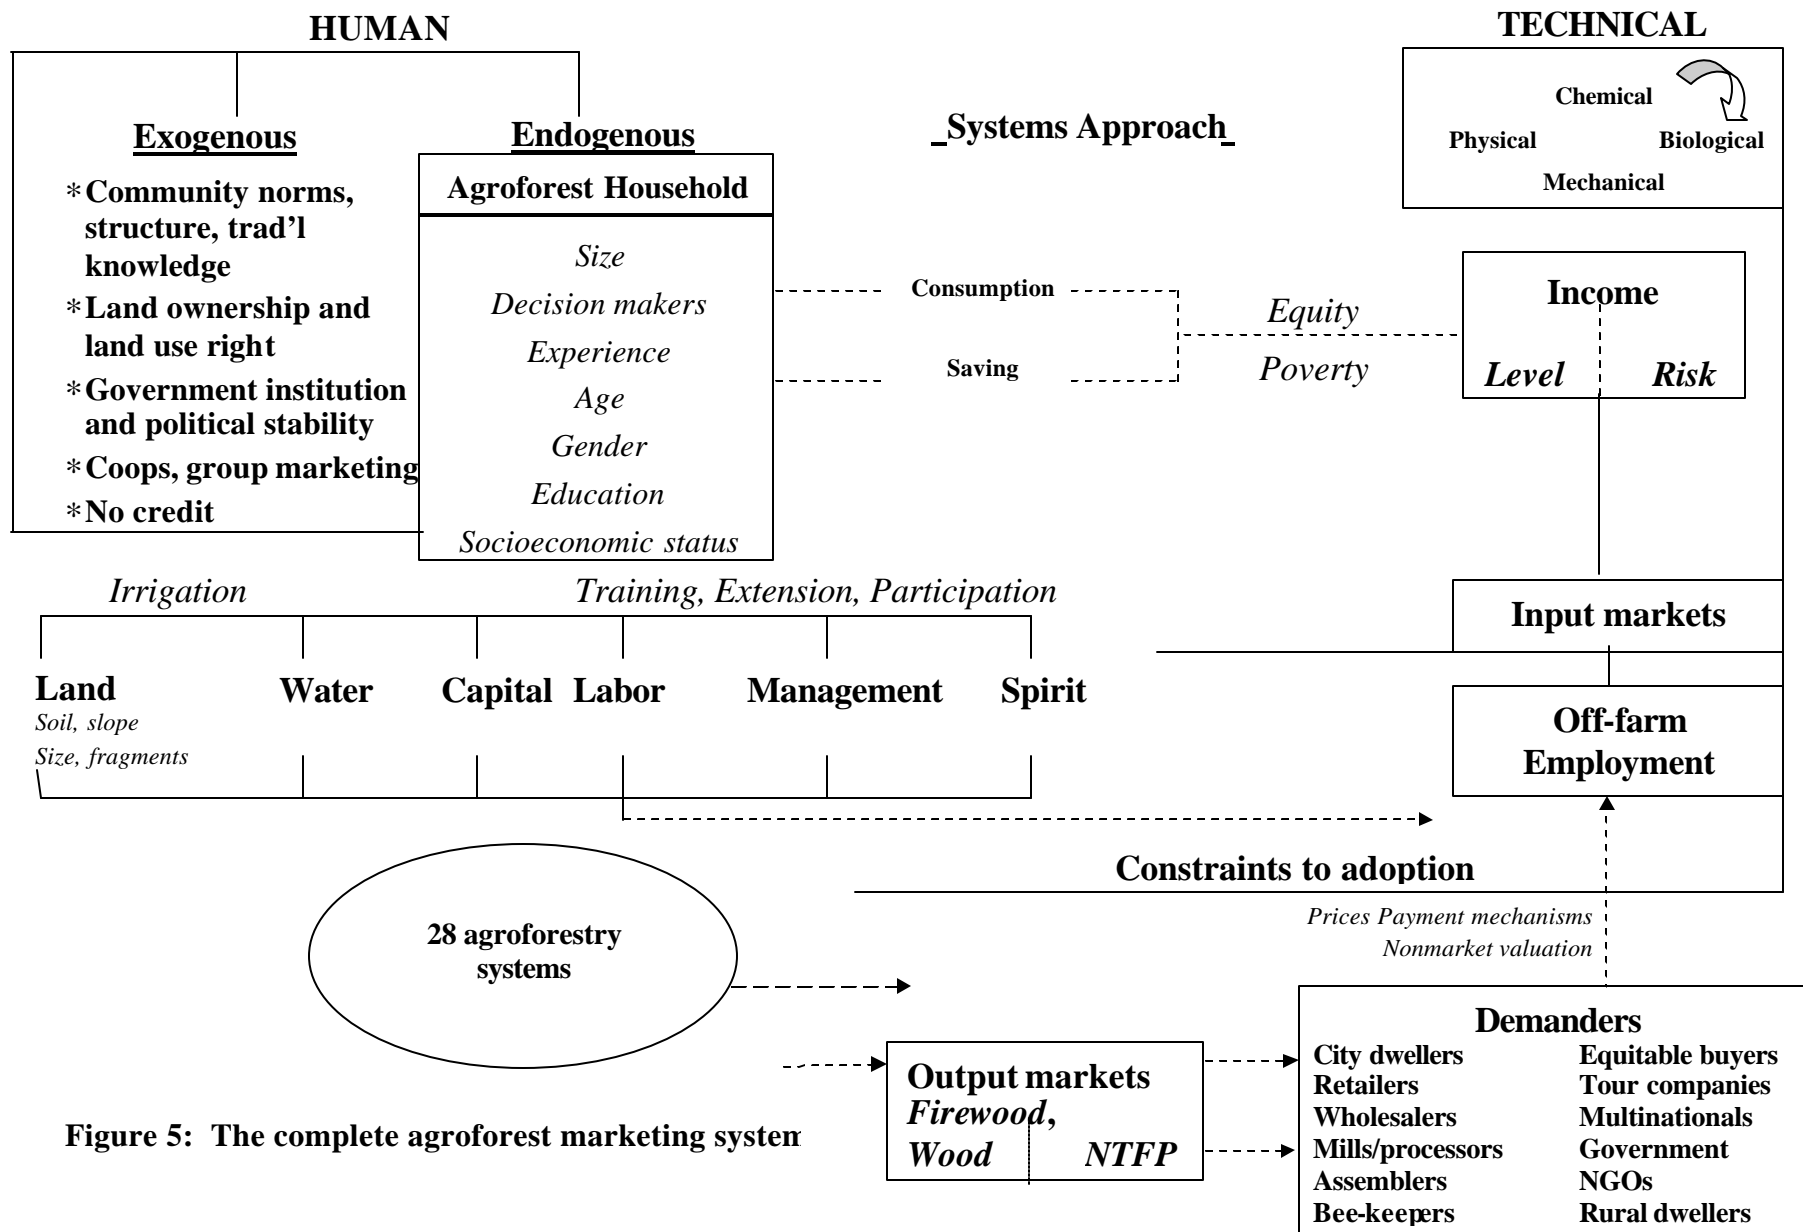 HUMAN
TECHNICAL
Chemical
Physical
Biological
Mechanical
Systems Approach
Exogenous
*Community norms,
structure, trad’l
knowledge
*Land ownership and
land use right
*Government institution
and political stability
*Coops, group marketing
*No credit
Endogenous
Agroforest Household
Size
Decision makers
Experience
Age
Gender
Education
Socioeconomic status
Consumption
Saving
Equity
Poverty
Income
Level
Risk
Irrigation
Training, Extension, Participation
Input markets
Land
Soil, slope
Size, fragments
Water
Capital
Labor
Management
Spirit
Off-farm
Employment
Constraints to adoption
28 agroforestry
systems
Prices Payment mechanisms
Nonmarket valuation
Output markets
Firewood,
Wood
NTFP
Demanders
City dwellers
Retailers
Wholesalers
Mills/processors
Assemblers
Bee-keepers
Equitable buyers
Tour companies
Multinationals
Government
NGOs
Rural dwellers
Figure 5: The complete agroforest marketing system